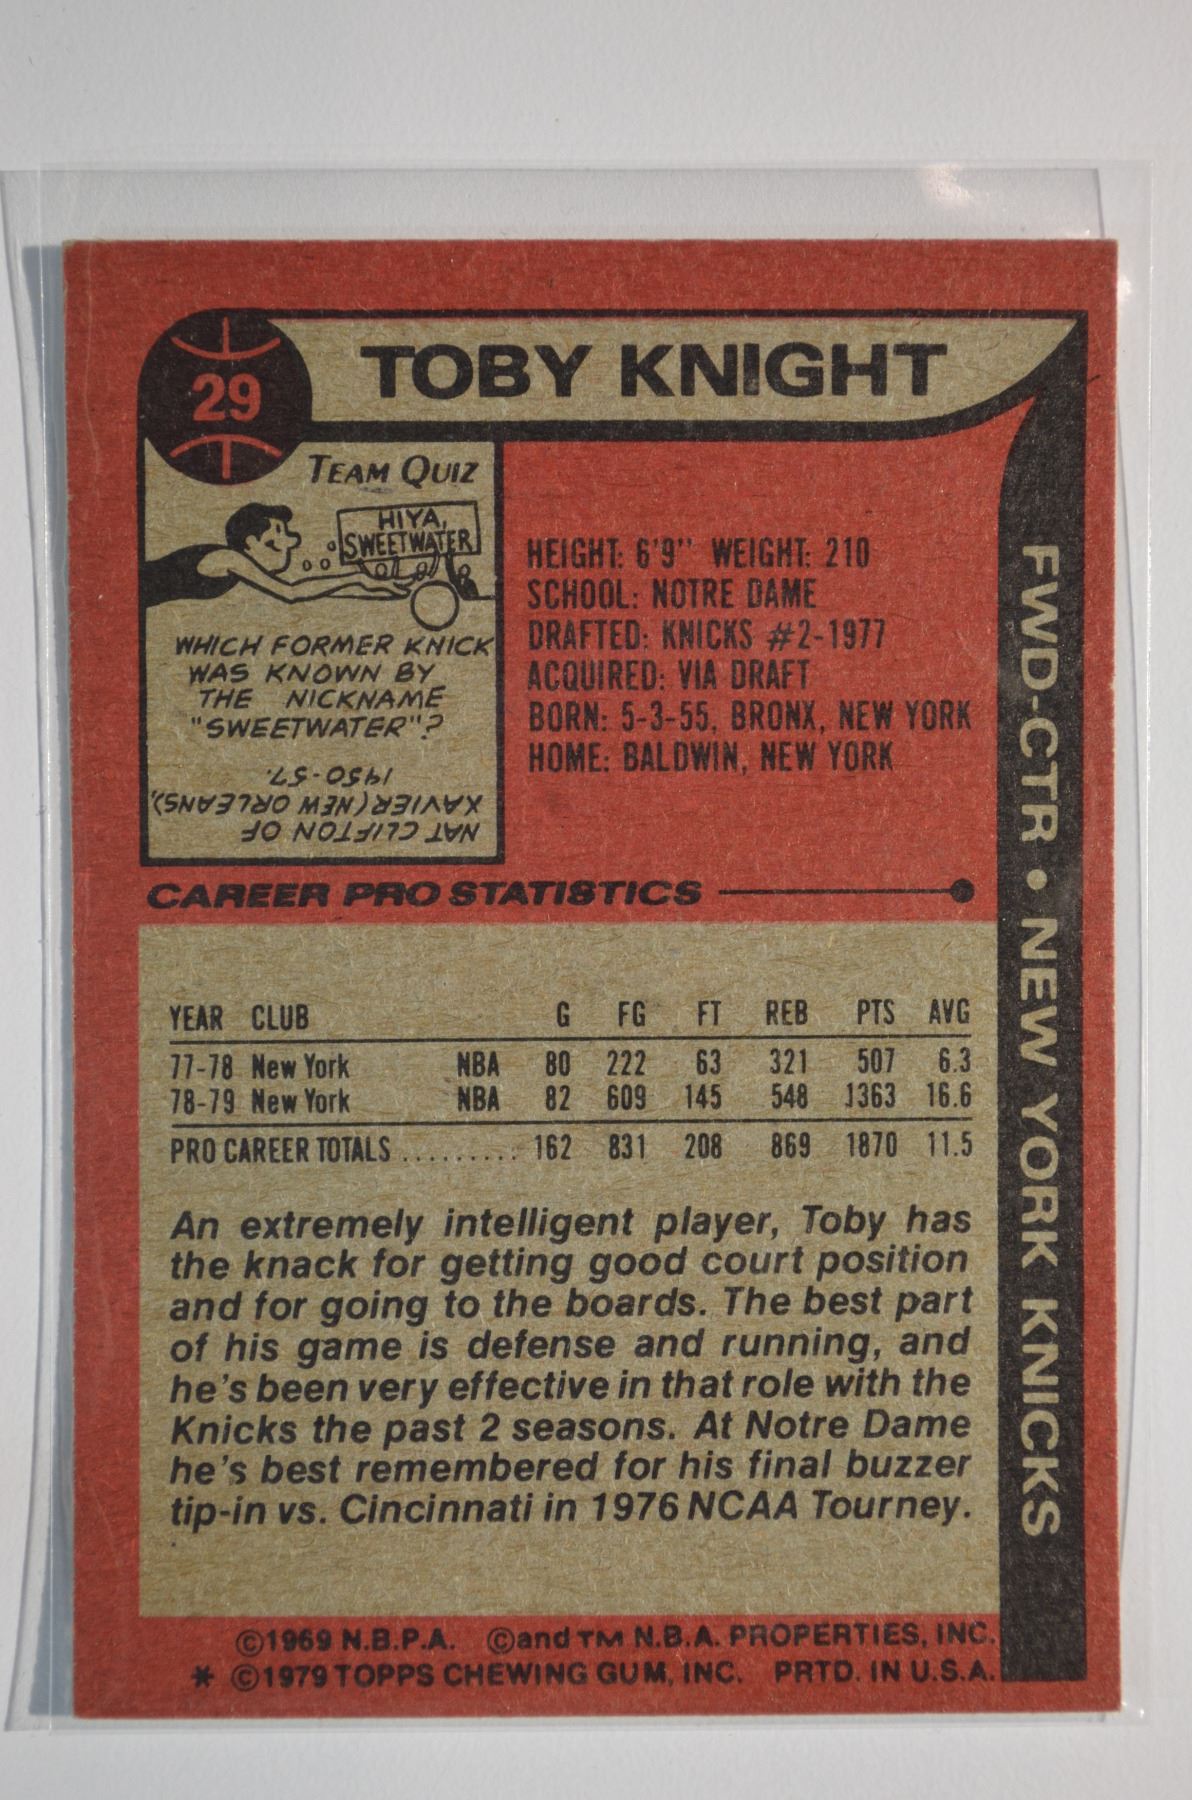 29
TOBY KNIGHT
TEAM QUIZ
HIYA,
SWEETWATER
WHICH FORMER KNICK
WAS KNOWN BY
THE NICKNAME
"SWEETWATER"?
NAT CLIFTON OF
XAVIER (NEW ORLEANS),
1950-57.
HEIGHT: 6'9" WEIGHT: 210
SCHOOL: NOTRE DAME
DRAFTED: KNICKS #2-1977
ACQUIRED: VIA DRAFT
BORN: 5-3-55, BRONX, NEW YORK
HOME: BALDWIN, NEW YORK
FWD-CTR • NEW YORK KNICKS
CAREER PRO STATISTICS
YEAR CLUB G FG FT REB PTS AVG
77-78 New York NBA 80 222 63 321 507 6.3
78-79 New York NBA 82 609 145 548 1363 16.6
PRO CAREER TOTALS ......... 162 831 208 869 1870 11.5
An extremely intelligent player, Toby has
the knack for getting good court position
and for going to the boards. The best part
of his game is defense and running, and
he's been very effective in that role with the
Knicks the past 2 seasons. At Notre Dame
he's best remembered for his final buzzer
tip-in vs. Cincinnati in 1976 NCAA Tourney.
©1969 N.B.P.A. ©and TM N.B.A. PROPERTIES, INC.
* ©1979 TOPPS CHEWING GUM, INC. PRTD. IN U.S.A.